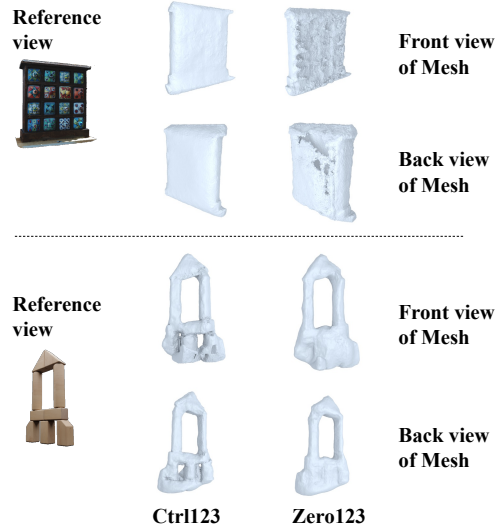 Reference
view
Front view
of Mesh
Back view
of Mesh
Reference
view
Front view
of Mesh
Back view
of Mesh
Ctrl123
Zero123